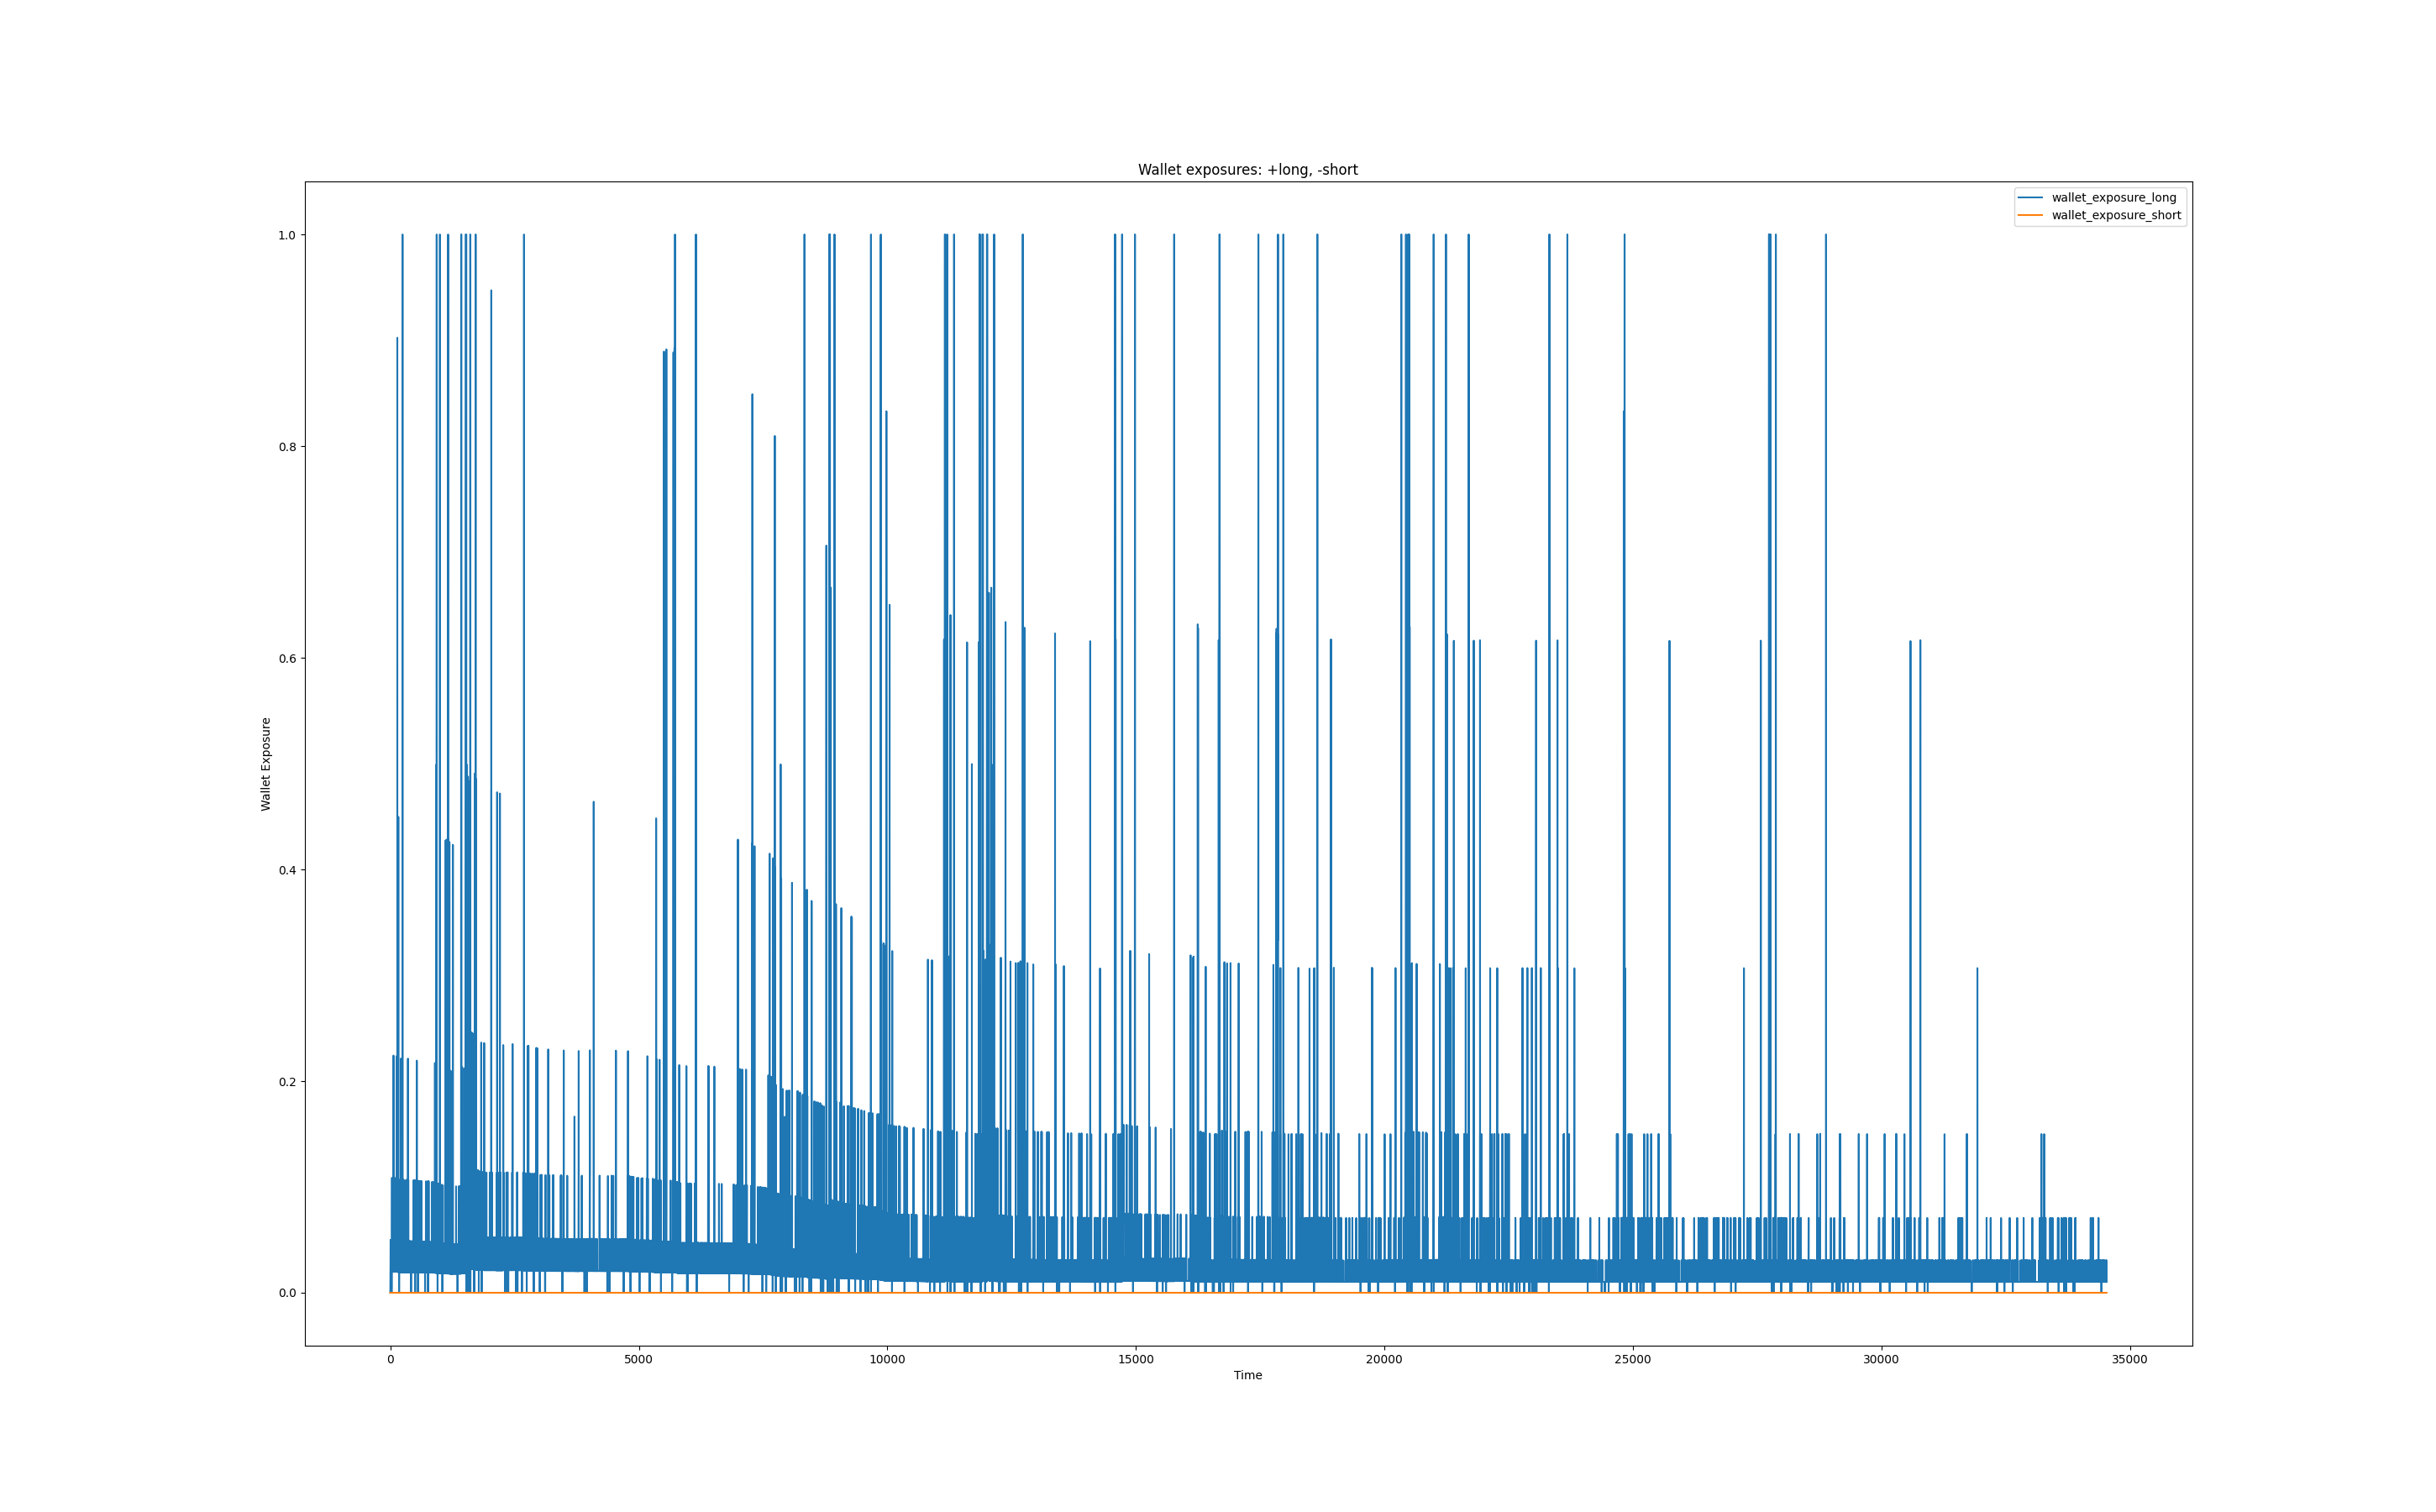 Wallet exposures: +long, -short
wallet_exposure_long
wallet_exposure_short
1.0
0.8
0.6
0.4
0.2
0.0
Wallet Exposure
0 5000 10000 15000 20000 25000 30000 35000
Time